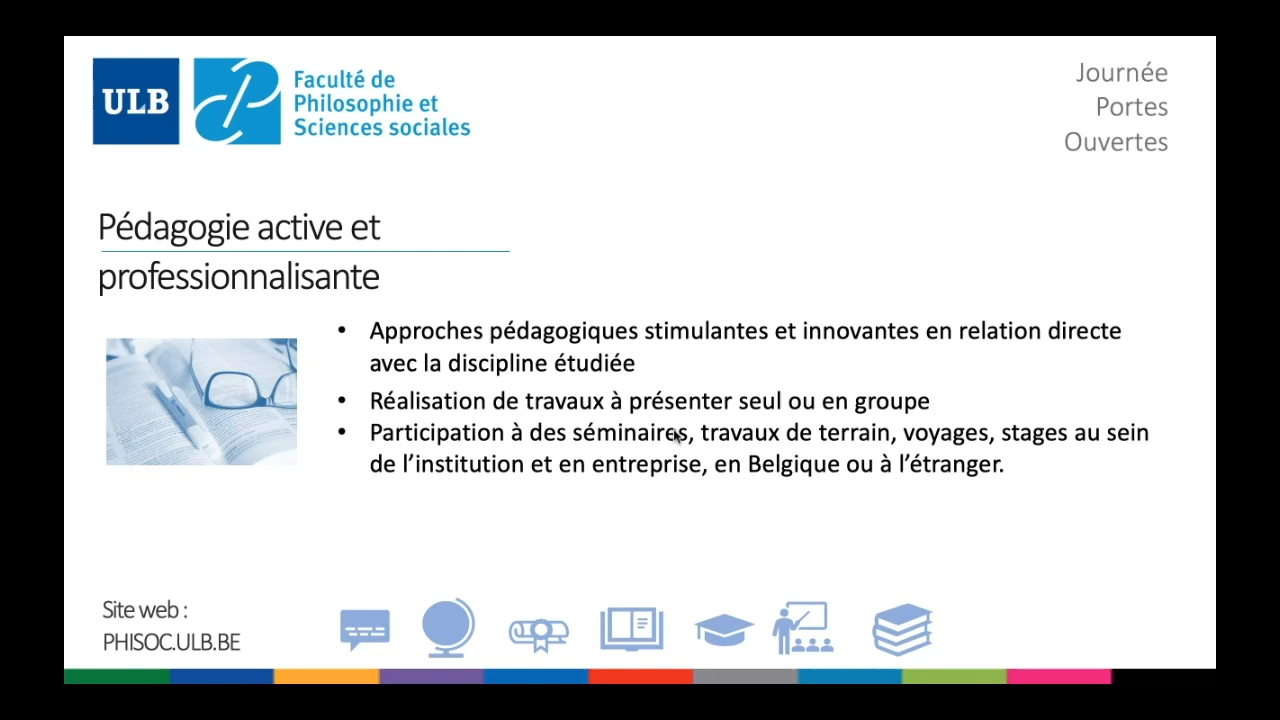 ULB
Faculté de
Philosophie et
Sciences sociales
Journée
Portes
Ouvertes
Pédagogie active et
professionnalisante
• Approches pédagogiques stimulantes et innovantes en relation directe
avec la discipline étudiée
• Réalisation de travaux à présenter seul ou en groupe
• Participation à des séminaires, travaux de terrain, voyages, stages au sein
de l’institution et en entreprise, en Belgique ou à l’étranger.
Site web :
PHISOC.ULB.BE